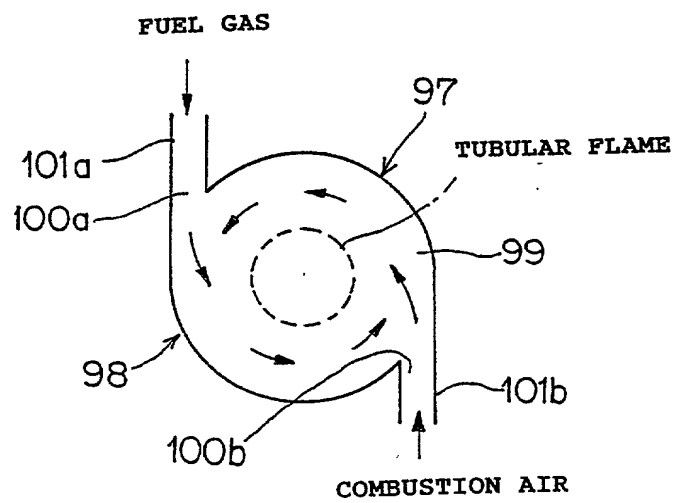 FUEL GAS
97
101a
TUBULAR FLAME
100a
99
98
101b
100b
COMBUSTION AIR